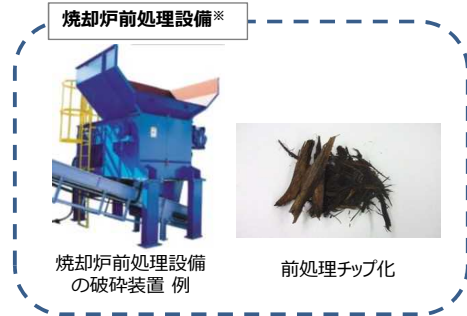 焼却炉前処理設備※
焼却炉前処理設備
の破砕装置 例
前処理チップ化